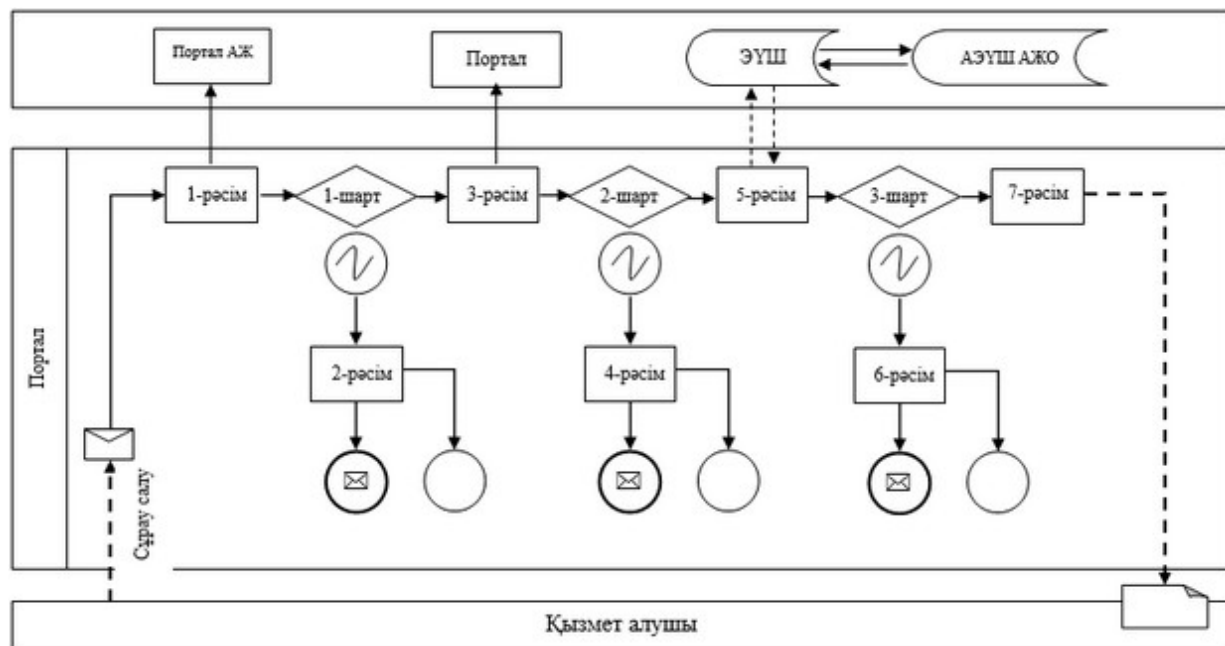 Портал АЖ
Портал
ЭҮШ
АЭҮШ АЖО
Портал
1-рәсім
1-шарт
3-рәсім
2-шарт
5-рәсім
3-шарт
7-рәсім
2-рәсім
4-рәсім
6-рәсім
Сұрау салу
Қызмет алушы